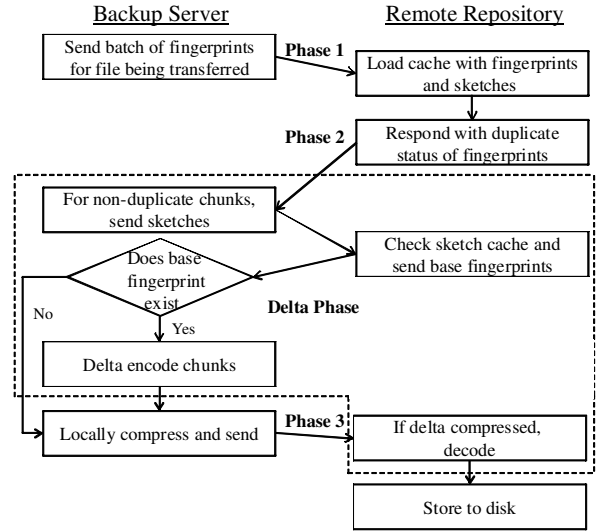 Backup Server
Remote Repository
Send batch of fingerprints
for file being transferred
Phase 1
Load cache with fingerprints
and sketches
Phase 2
Respond with duplicate
status of fingerprints
For non-duplicate chunks,
send sketches
Check sketch cache and
send base fingerprints
Does base
fingerprint
exist
Delta Phase
No
Yes
Delta encode chunks
Locally compress and send
Phase 3
If delta compressed,
decode
Store to disk